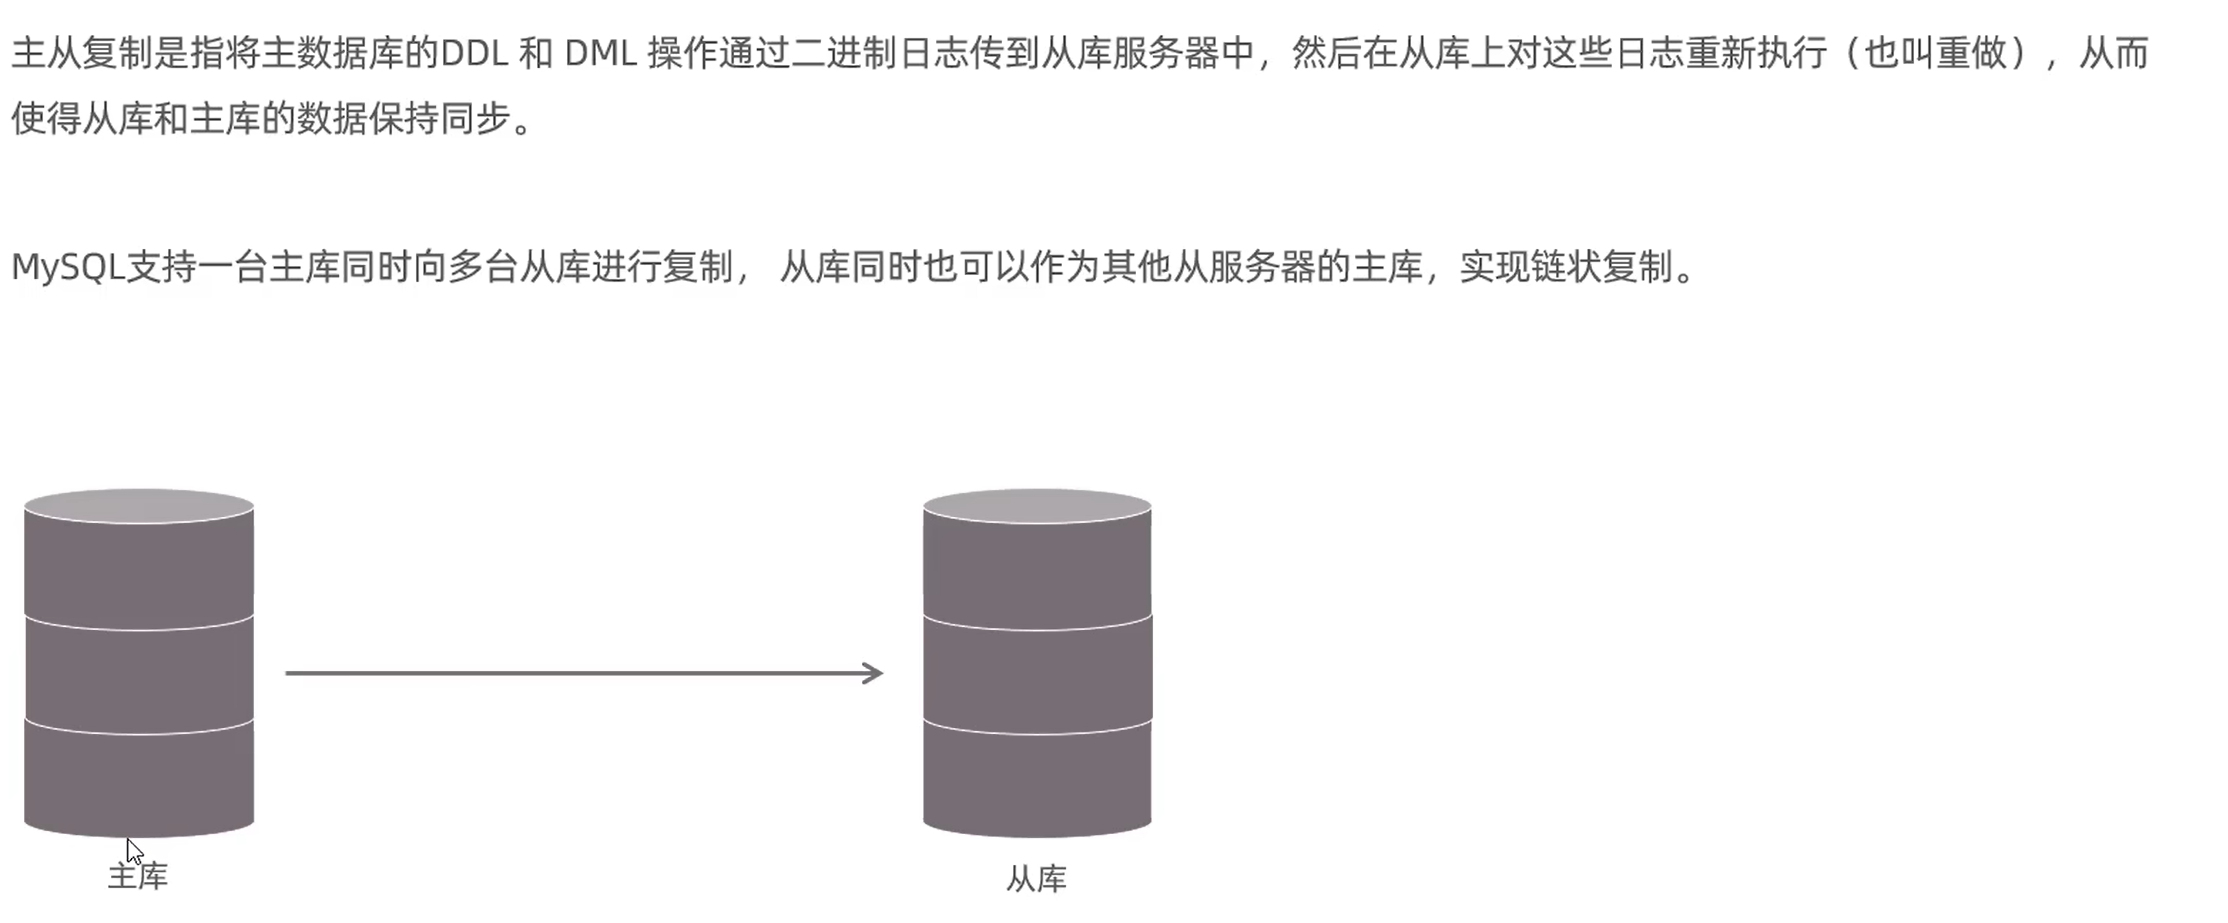 主从复制是指将主数据库的DDL 和 DML 操作通过二进制日志传到从库服务器中，然后在从库上对这些日志重新执行（也叫重做），从而
使得从库和主库的数据保持同步。
MySQL支持一台主库同时向多台从库进行复制， 从库同时也可以作为其他从服务器的主库，实现链状复制。
主库
从库